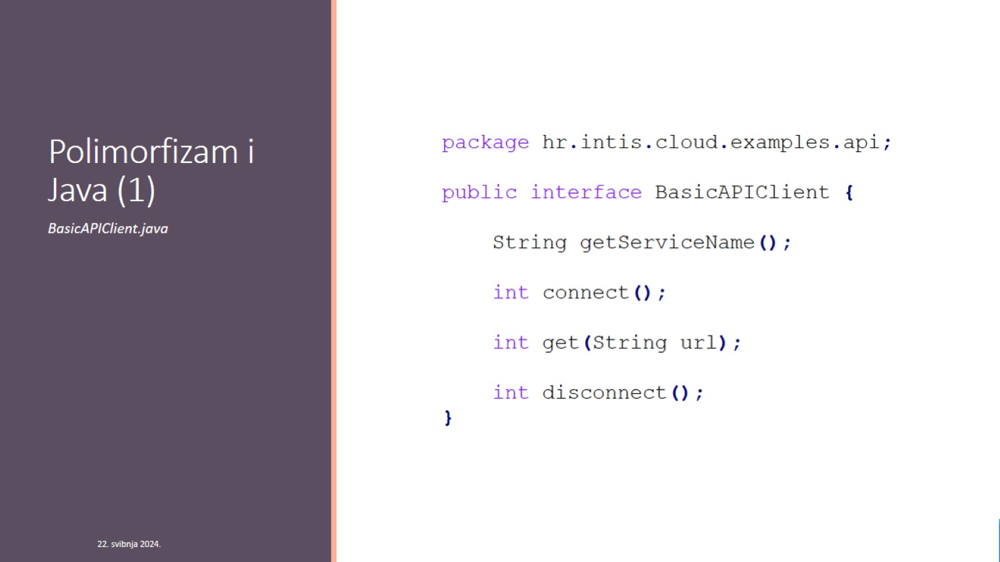 Polimorfizam i
Java (1)
BasicAPIClient.java
22. svibnja 2024.
package hr.intis.cloud.examples.api;
public interface BasicAPIClient {
String getServiceName();
int connect();
int get(String url);
int disconnect();
}